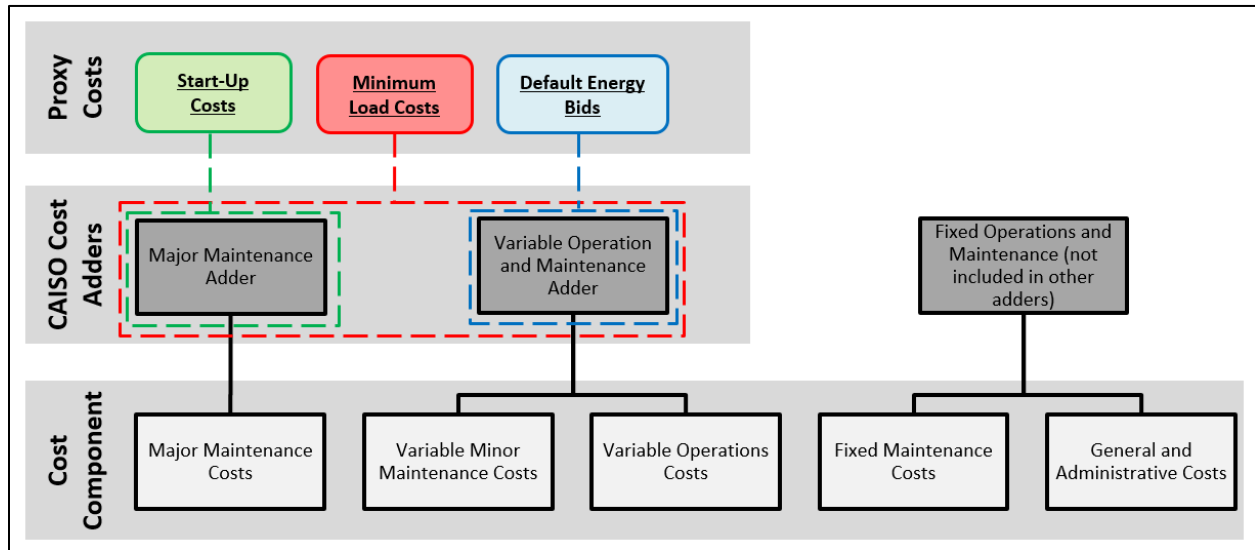 Proxy
Costs
Start-Up
Costs
Minimum
Load Costs
Default Energy
Bids
CAISO Cost
Adders
Major Maintenance
Adder
Variable Operation
and Maintenance
Adder
Fixed Operations and
Maintenance (not
included in other
adders)
Cost
Component
Major Maintenance
Costs
Variable Minor
Maintenance Costs
Variable Operations
Costs
Fixed Maintenance
Costs
General and
Administrative Costs